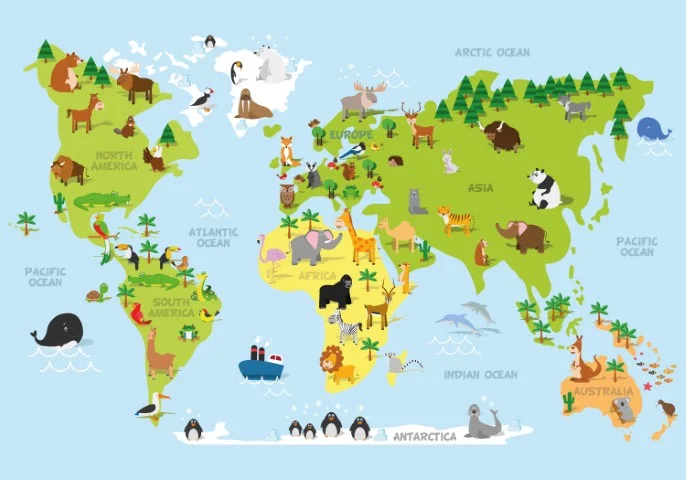 ARCTIC OCEAN
EUROPE
NORTH
AMERICA
ASIA
ATLANTIC
OCEAN
PACIFIC
OCEAN
PACIFIC
OCEAN
AFRICA
SOUTH
AMERICA
INDIAN OCEAN
AUSTRALIA
ANTARCTICA